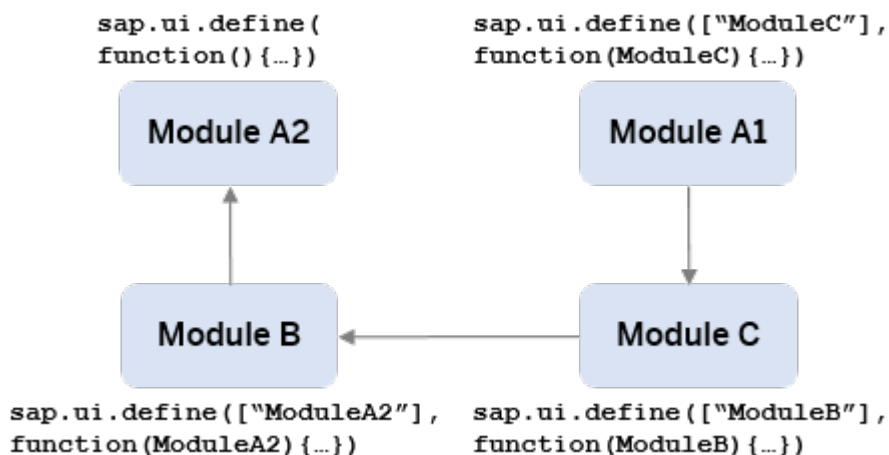 sap.ui.define(
function(){…})
Module A2
sap.ui.define([“ModuleC”],
function(ModuleC){…})
Module A1
Module B
sap.ui.define([“ModuleA2”],
function(ModuleA2){…})
Module C
sap.ui.define([“ModuleB”],
function(ModuleB){…})